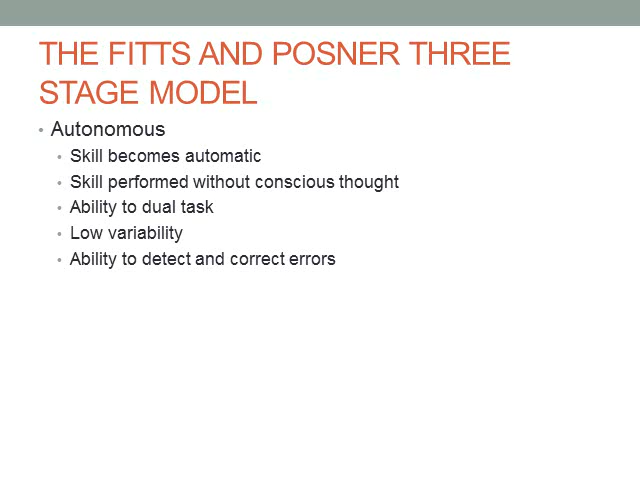 THE FITTS AND POSNER THREE
STAGE MODEL
• Autonomous
• Skill becomes automatic
• Skill performed without conscious thought
• Ability to dual task
• Low variability
• Ability to detect and correct errors